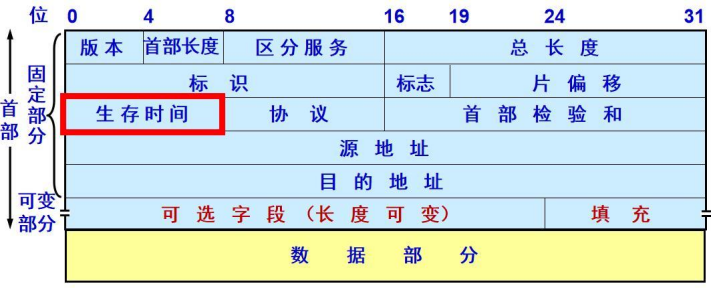 位 0 4 8 16 19 24 31
版本 首部长度 区分服务 总长度
标识 标志 片偏移
生存时间 协议 首部检验和
源地址
目的地址
可选字段（长度可变） 填充
数据部分
首部
固定部分
可变部分